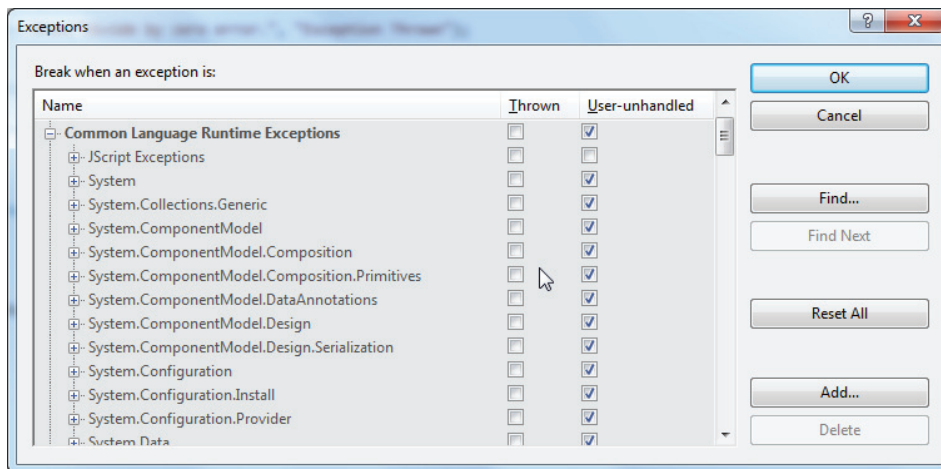 Exceptions
Break when an exception is:
Name Thrown User-unhandled
Common Language Runtime Exceptions
JScript Exceptions
System
System.Collections.Generic
System.ComponentModel
System.ComponentModel.Composition
System.ComponentModel.Composition.Primitives
System.ComponentModel.DataAnnotations
System.ComponentModel.Design
System.ComponentModel.Design.Serialization
System.Configuration
System.Configuration.Install
System.Configuration.Provider
System.Data
OK
Cancel
Find...
Find Next
Reset All
Add...
Delete